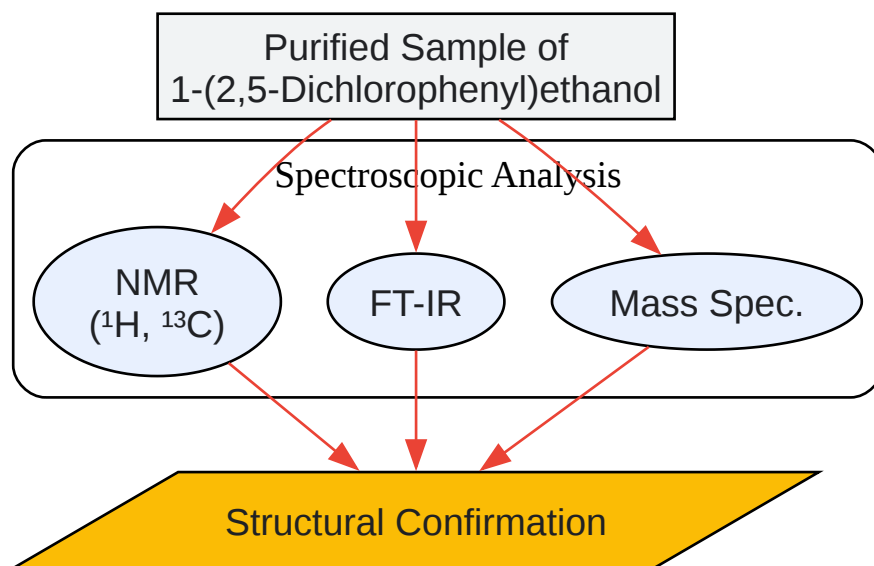 Purified Sample of
1-(2,5-Dichlorophenyl)ethanol
Spectroscopic Analysis
NMR
(¹H, ¹³C)
FT-IR
Mass Spec.
Structural Confirmation